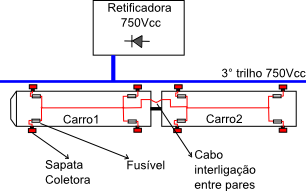 Retificadora
750Vcc
3° trilho 750Vcc
Carro1
Carro2
Sapata
Coletora
Fusível
Cabo
interligação
entre pares